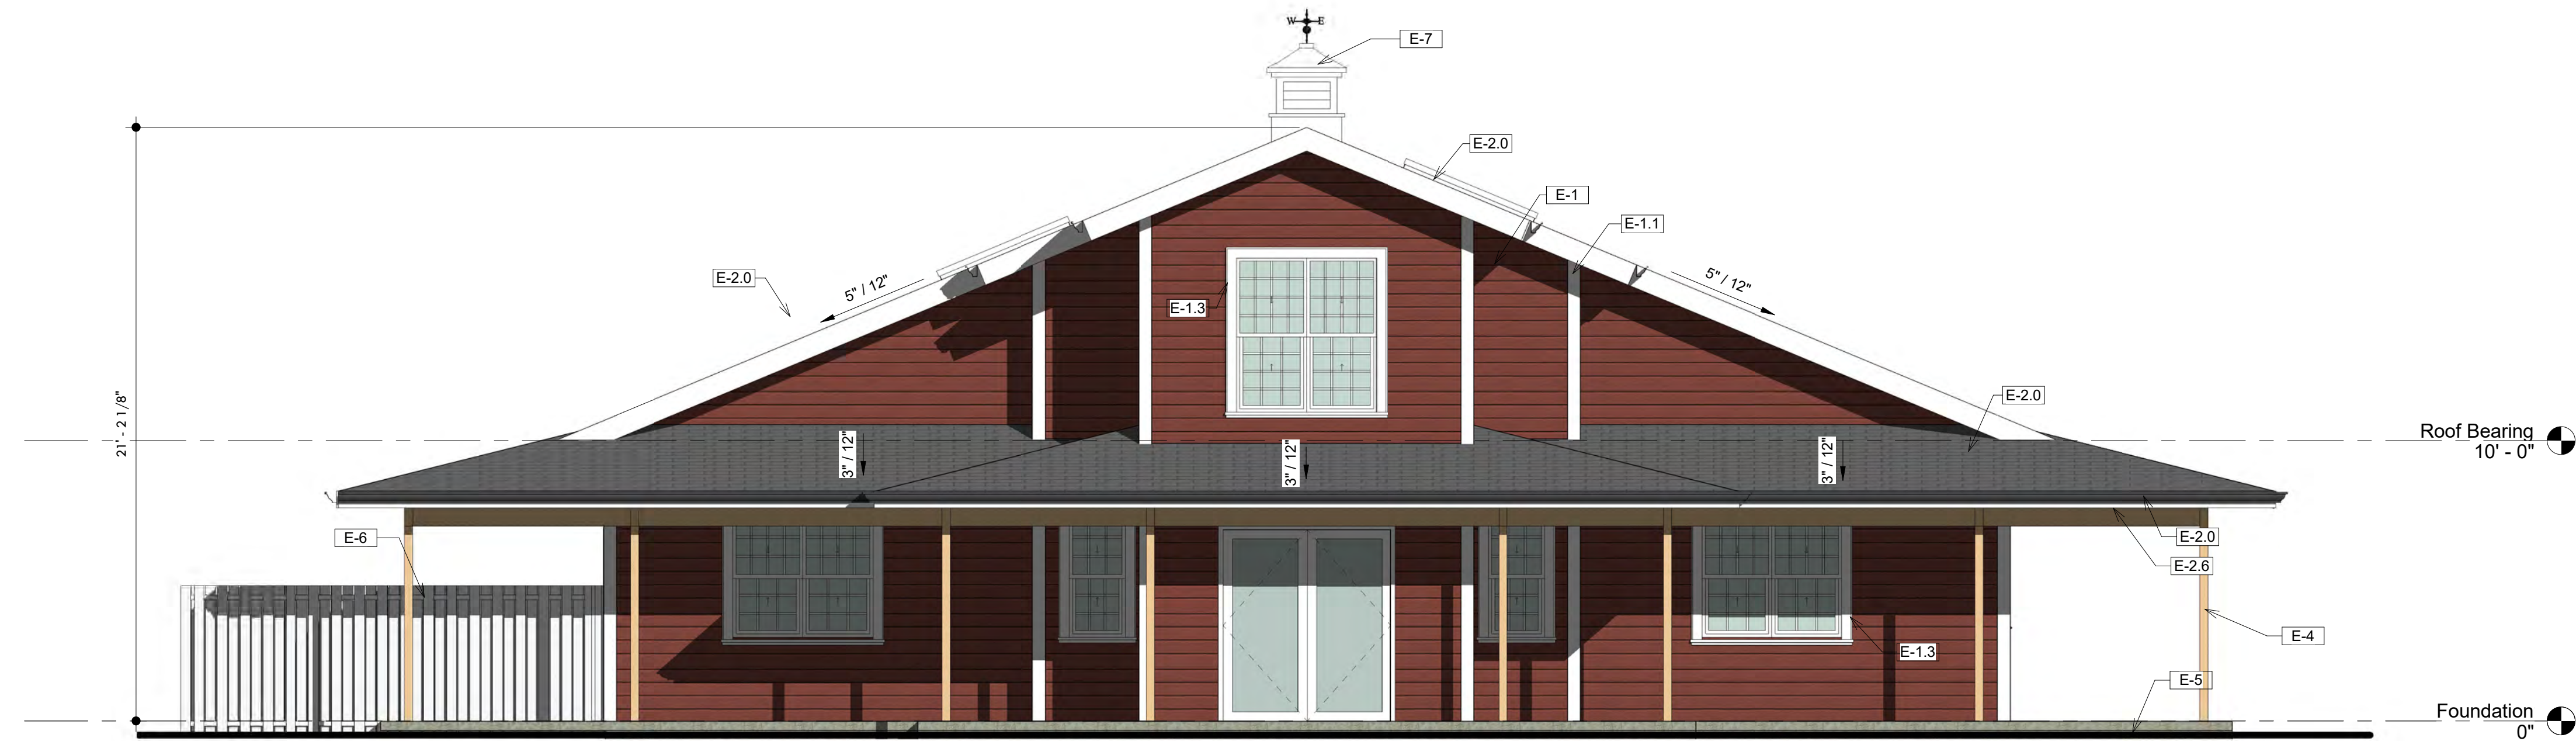 W E
E-7
E-2.0
E-1
E-1.1
E-2.0
5" / 12"
5" / 12"
E-1.3
E-2.0
21' - 2 1/8"
3" / 12"
3" / 12"
3" / 12"
Roof Bearing
10' - 0"
E-6
E-2.0
E-2.6
E-4
E-1.3
E-5
Foundation
0"